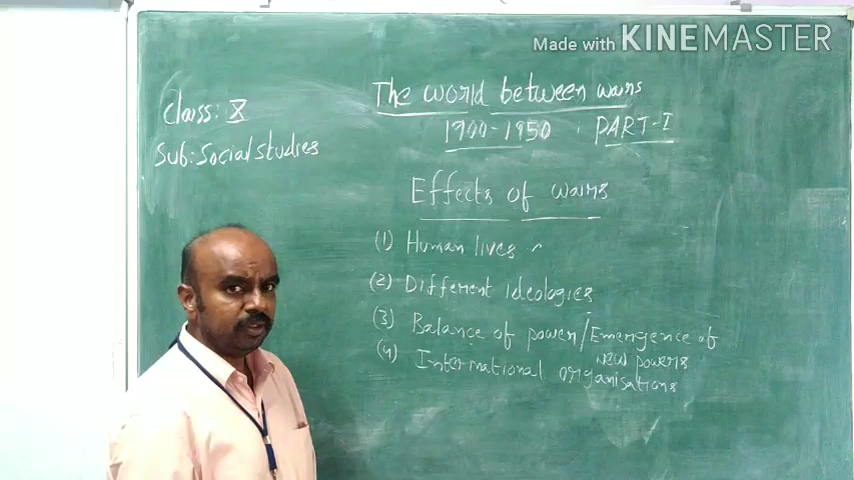 Made with KINEMASTER
Class: X
Sub: Social studies
The world between wars
1900-1950 PART-I
Effects of wars
(1) Human lives
(2) Different ideologies
(3) Balance of power/Emergence of
new powers
(4) International organisations